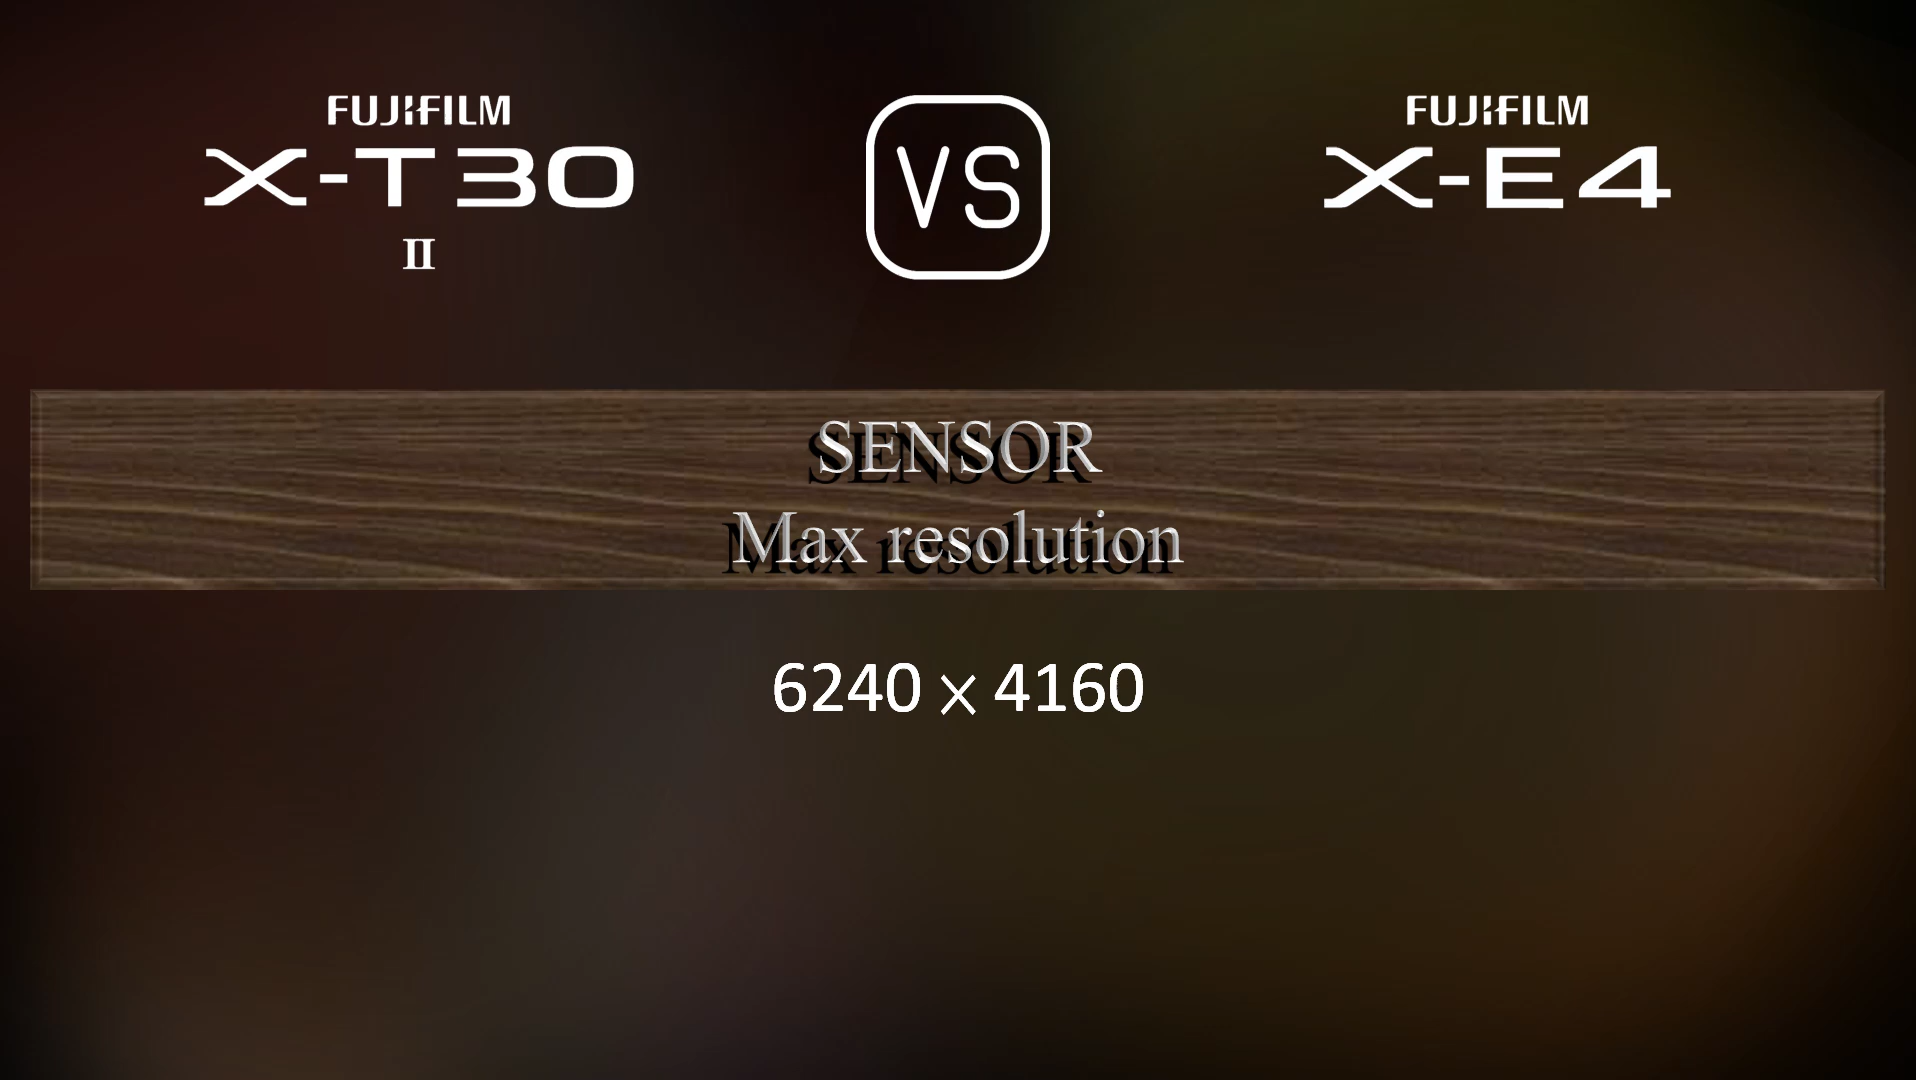 FUJIFILM
X-T30
II
VS
FUJIFILM
X-E4
SENSOR
Max resolution
6240 x 4160